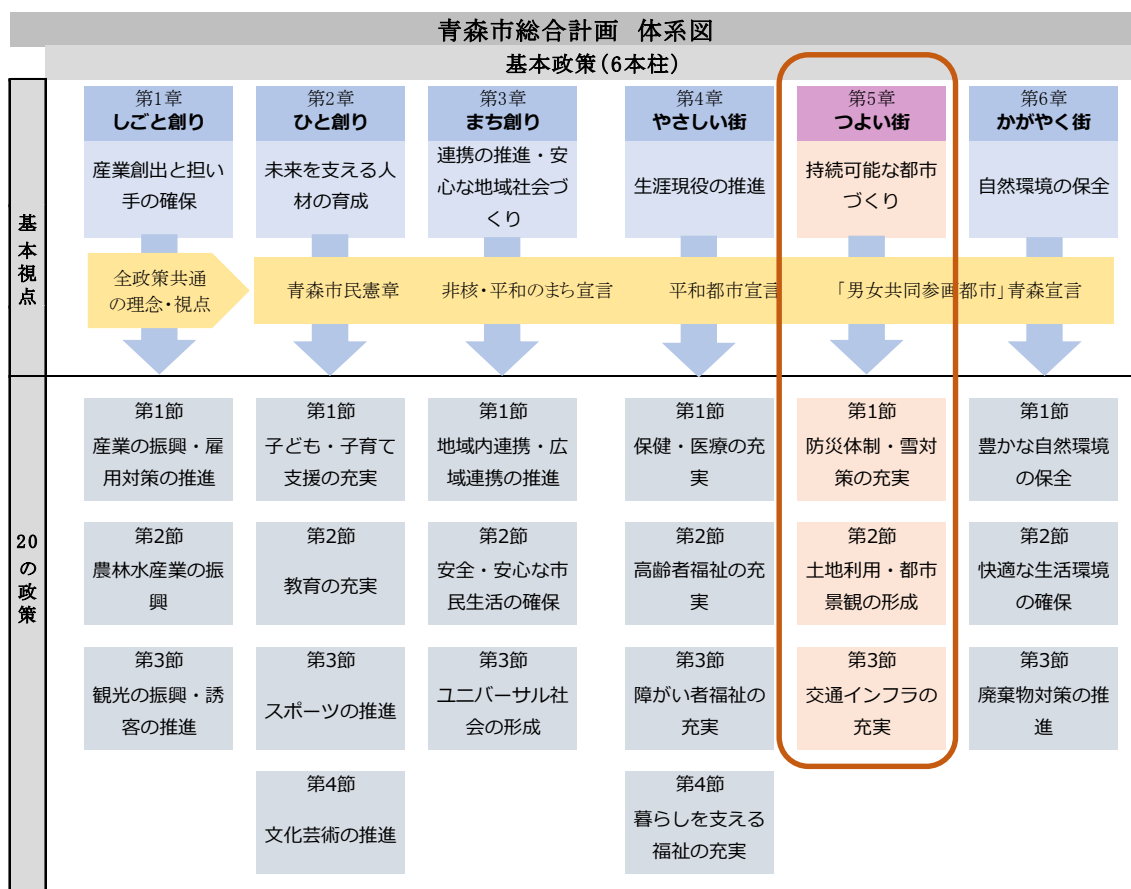 青森市総合計画 体系図
基本政策(6本柱)
基本視点
第1章
しごと創り
産業創出と担い
手の確保
第2章
ひと創り
未来を支える人
材の育成
第3章
まち創り
連携の推進・安
心な地域社会づ
くり
第4章
やさしい街
生涯現役の推進
第5章
つよい街
持続可能な都市
づくり
第6章
かがやく街
自然環境の保全
全政策共通
の理念・視点
青森市民憲章
非核・平和のまち宣言
平和都市宣言
「男女共同参画都市」青森宣言
20の政策
第1節
産業の振興・雇
用対策の推進
第2節
農林水産業の振
興
第3節
観光の振興・誘
客の推進
第1節
子ども・子育て
支援の充実
第2節
教育の充実
第3節
スポーツの推進
第4節
文化芸術の推進
第1節
地域内連携・広
域連携の推進
第2節
安全・安心な市
民生活の確保
第3節
ユニバーサル社
会の形成
第1節
保健・医療の充
実
第2節
高齢者福祉の充
実
第3節
障がい者福祉の
充実
第4節
暮らしを支える
福祉の充実
第1節
防災体制・雪対
策の充実
第2節
土地利用・都市
景観の形成
第3節
交通インフラの
充実
第1節
豊かな自然環境
の保全
第2節
快適な生活環境
の確保
第3節
廃棄物対策の推
進